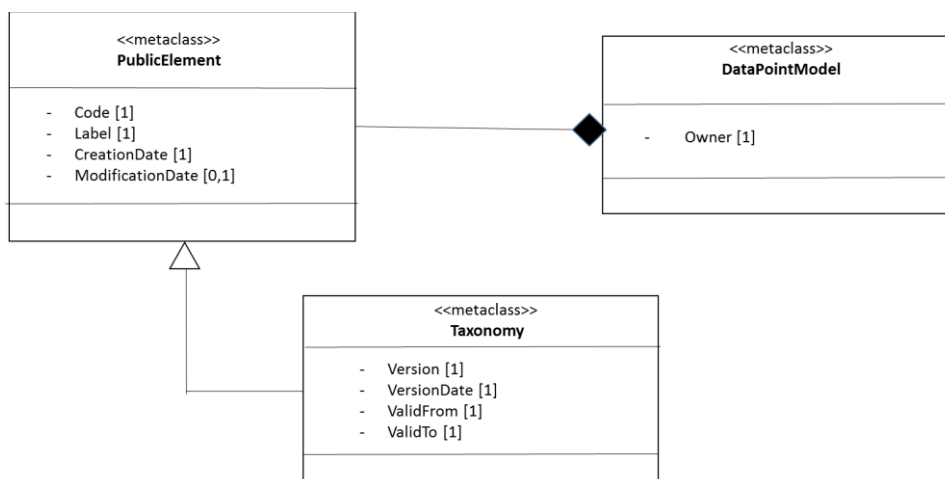 <<metaclass>>
PublicElement
- Code [1]
- Label [1]
- CreationDate [1]
- ModificationDate [0,1]
<<metaclass>>
DataPointModel
- Owner [1]
<<metaclass>>
Taxonomy
- Version [1]
- VersionDate [1]
- ValidFrom [1]
- ValidTo [1]